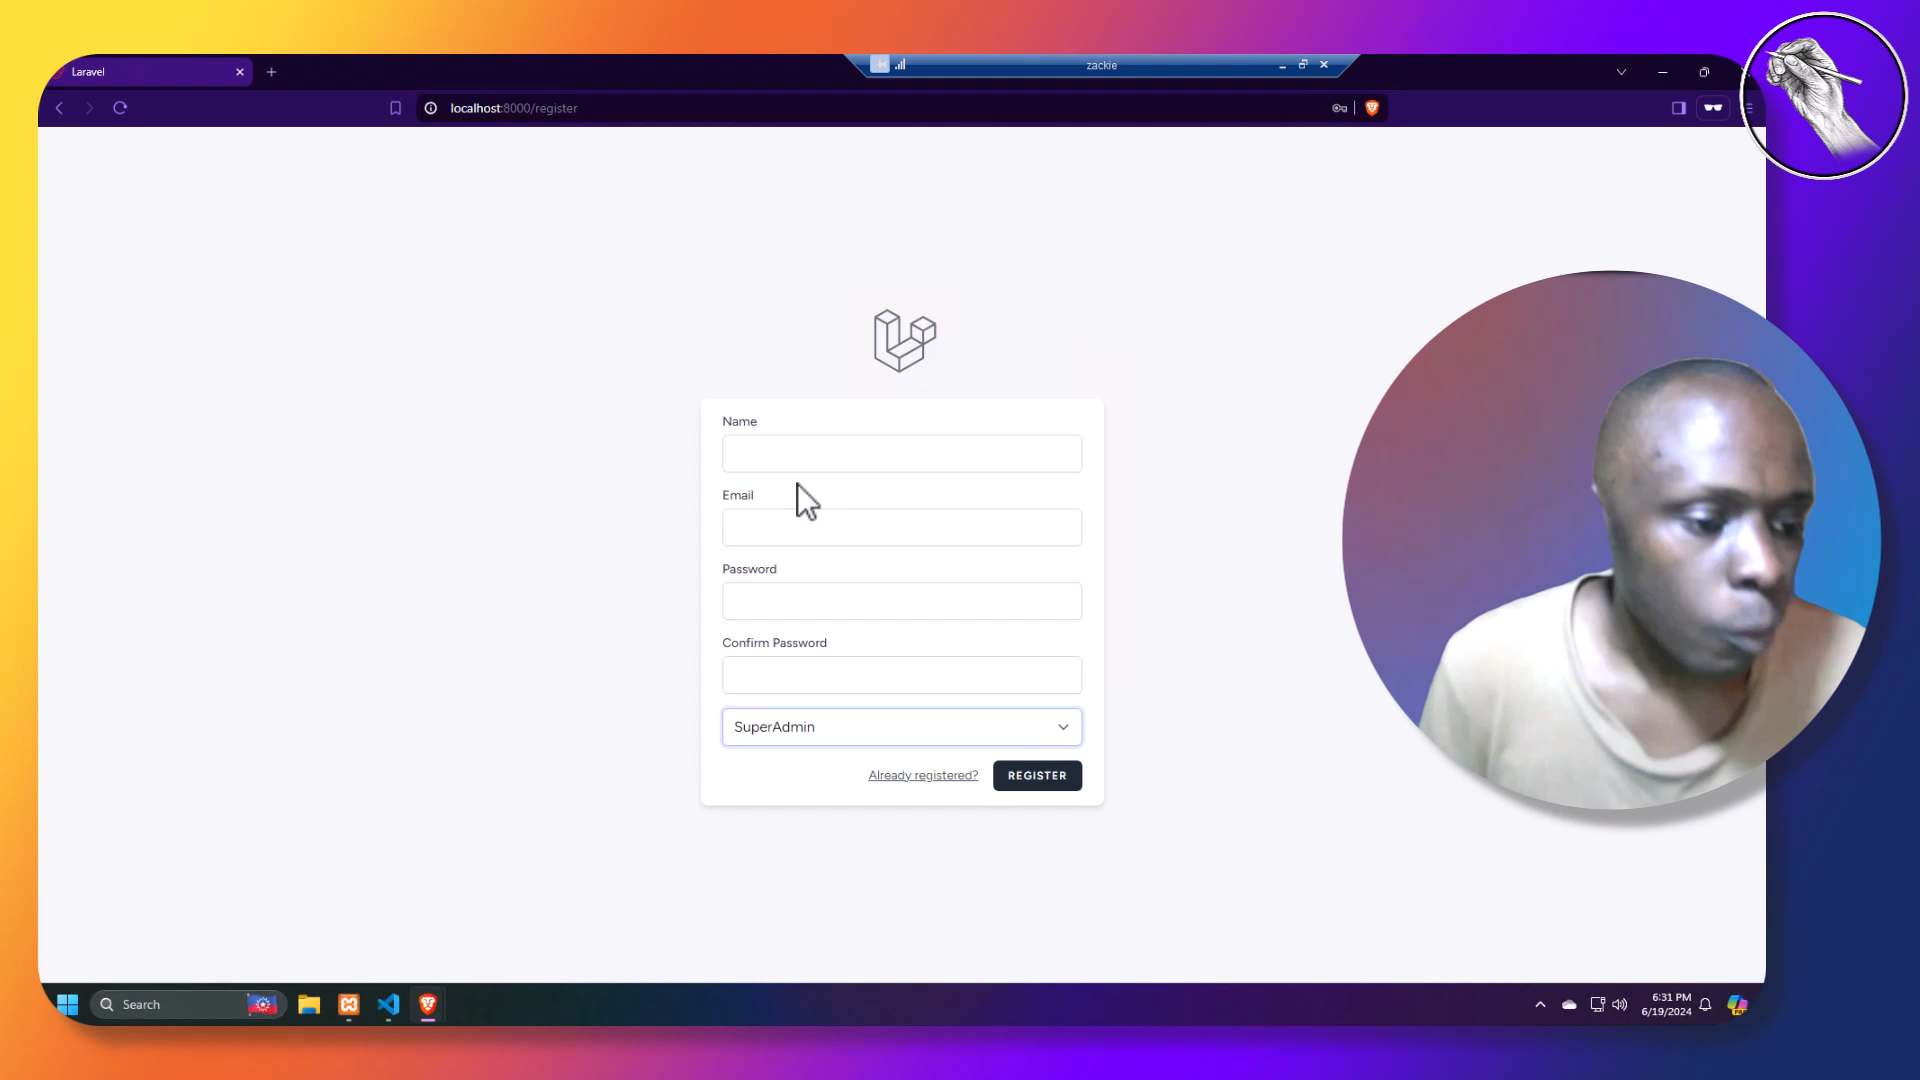 Laravel
zackie
localhost:8000/register
Name
Email
Password
Confirm Password
SuperAdmin
Already registered?
REGISTER
Search
6:31 PM
6/19/2024